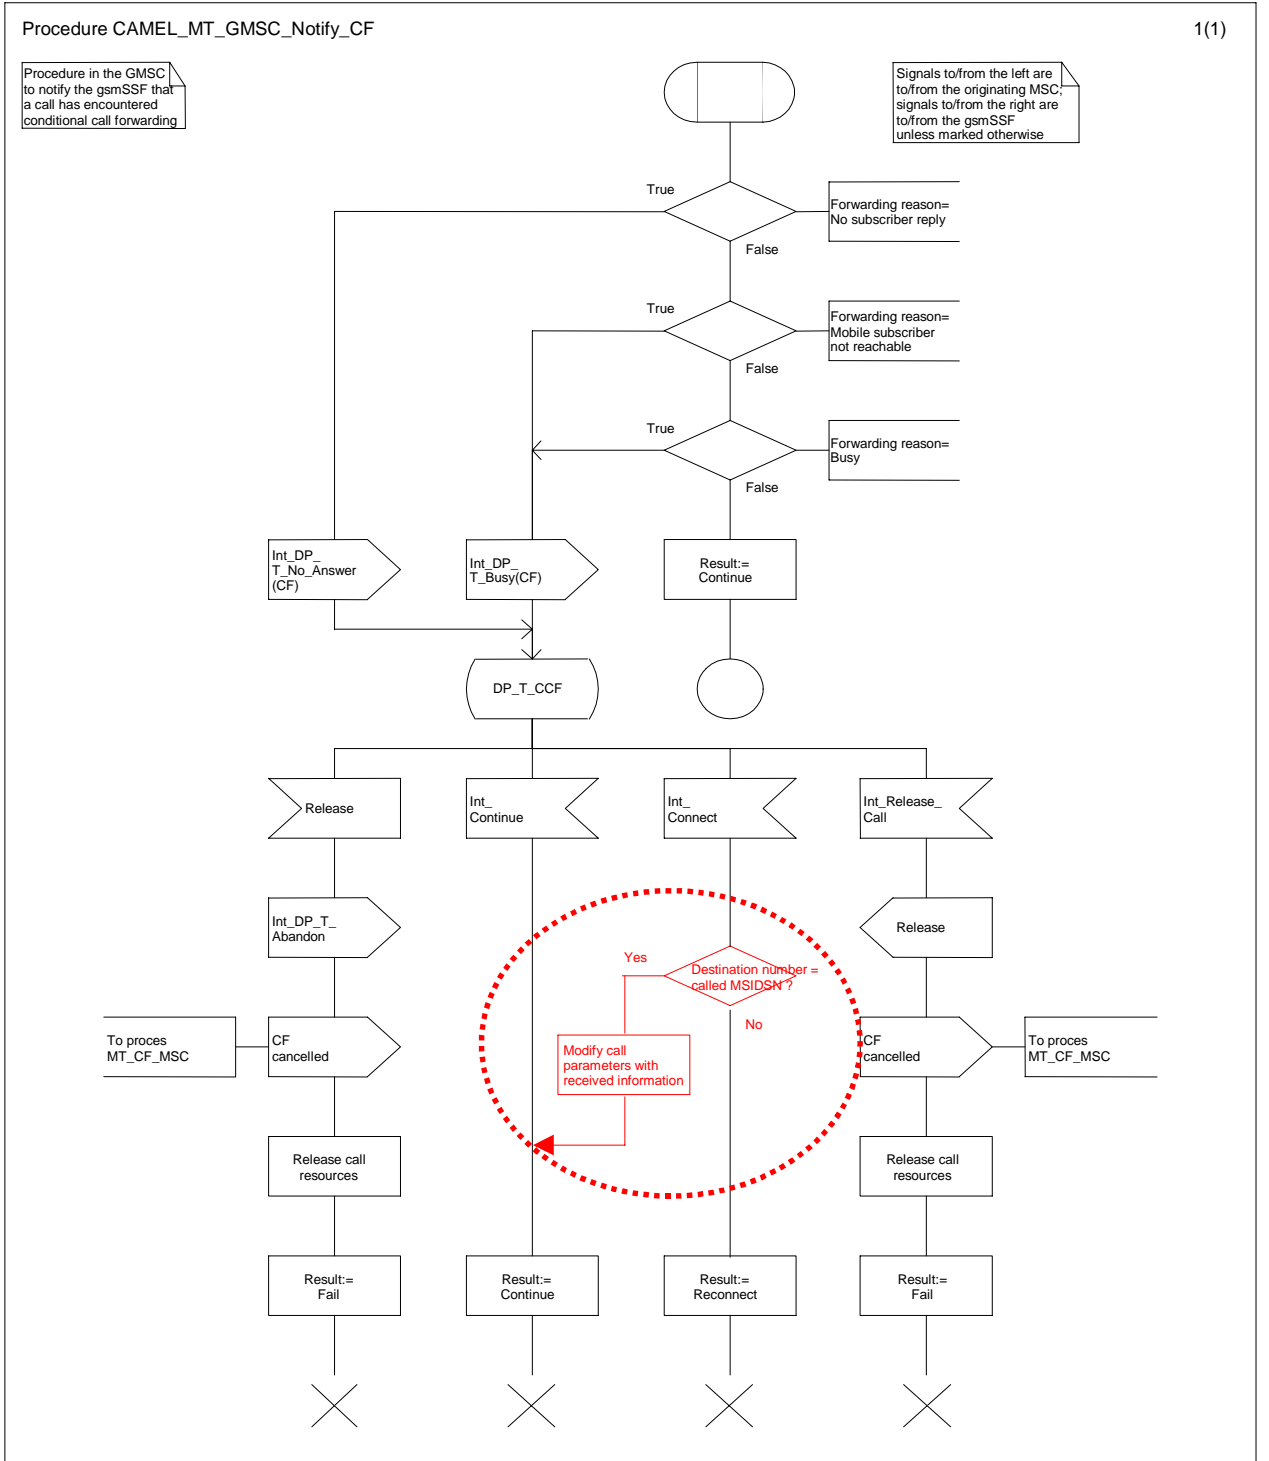 Procedure CAMEL_MT_GMSC_Notify_CF
1(1)
Procedure in the GMSC
to notify the gsmSSF that
a call has encountered
conditional call forwarding
Signals to/from the left are
to/from the originating MSC;
signals to/from the right are
to/from the gsmSSF
unless marked otherwise
True
Forwarding reason=
No subscriber reply
False
True
Forwarding reason=
Mobile subscriber
not reachable
False
True
Forwarding reason=
Busy
False
Int_DP_
T_No_Answer
(CF)
Int_DP_
T_Busy(CF)
Result:=
Continue
DP_T_CCF
Release
Int_
Continue
Int_
Connect
Int_Release_
Call
Int_DP_T_
Abandon
Release
Yes
Destination number =
called MSIDSN ?
No
To proces
MT_CF_MSC
CF
cancelled
Modify call
parameters with
received information
CF
cancelled
To proces
MT_CF_MSC
Release call
resources
Release call
resources
Result:=
Fail
Result:=
Continue
Result:=
Reconnect
Result:=
Fail